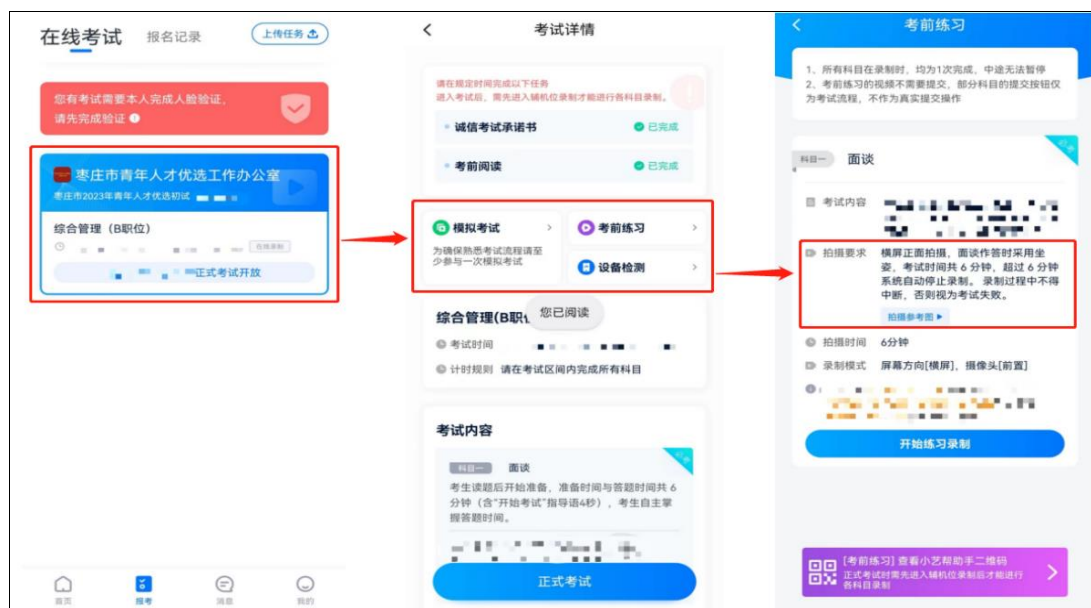 在线考试
报名记录
上传任务
您有考试需要本人完成人脸验证,
请先完成验证
枣庄市青年人才优选工作办公室
枣庄市2023年青年人才优选初试
综合管理（B职位）
在线录制
正式考试开放
首页
报考
消息
我的
考试详情
请在规定时间完成以下任务
进入考试后，需先进入辅机位录制才能进行各科目录制。
诚信考试承诺书
已完成
考前阅读
已完成
模拟考试
为确保熟悉考试流程请至
少参与一次模拟考试
考前练习
设备检测
综合管理(B职位
您已阅读
考试时间
计时规则 请在考试区间内完成所有科目
考试内容
科目一 面谈
必考
考生读题后开始准备，准备时间与答题时间共 6
分钟（含“开始考试”指导语4秒），考生自主掌
握答题时间。
正式考试
考前练习
1、所有科目在录制时，均为1次完成，中途无法暂停
2、考前练习的视频不需要提交，部分科目的提交按钮仅
为考试流程，不作为真实提交操作
科目一 面谈
必考
考试内容
拍摄要求 横屏正面拍摄，面谈作答时采用坐
姿，考试时间共 6 分钟，超过 6 分钟
系统自动停止录制。 录制过程中不得
中断，否则视为考试失败。
拍摄参考图
拍摄时间 6分钟
录制模式 屏幕方向[横屏]，摄像头[前置]
开始练习录制
[考前练习] 查看小艺帮助手二维码
正式考试时需先进入辅机位录制后才能进行
各科目录制